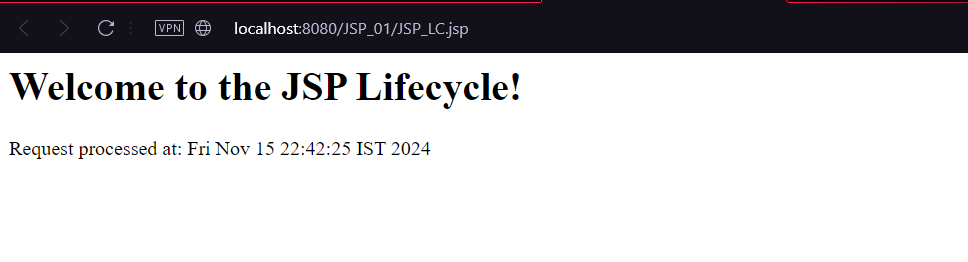 VPN localhost:8080/JSP_01/JSP_LC.jsp
Welcome to the JSP Lifecycle!
Request processed at: Fri Nov 15 22:42:25 IST 2024